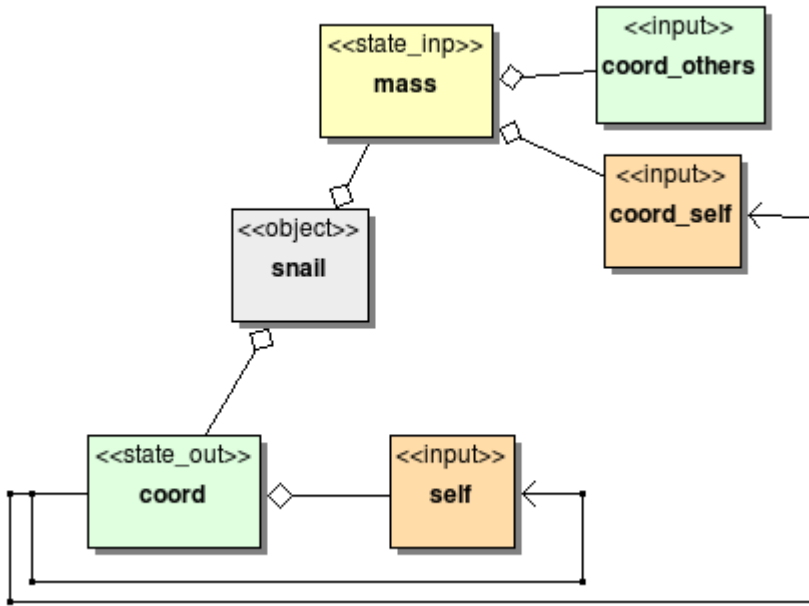 <<state_inp>>
mass
<<input>>
coord_others
<<input>>
coord_self
<<object>>
snail
<<state_out>>
coord
<<input>>
self